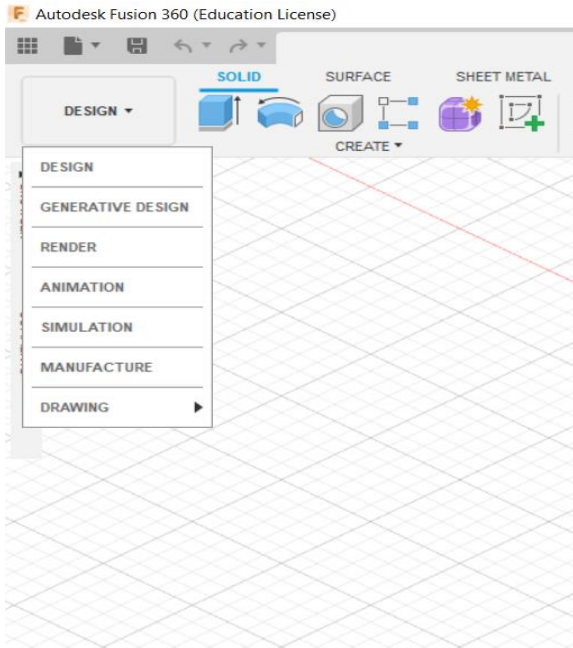 Autodesk Fusion 360 (Education License)
SOLID SURFACE SHEET METAL
DESIGN
CREATE
DESIGN
GENERATIVE DESIGN
RENDER
ANIMATION
SIMULATION
MANUFACTURE
DRAWING